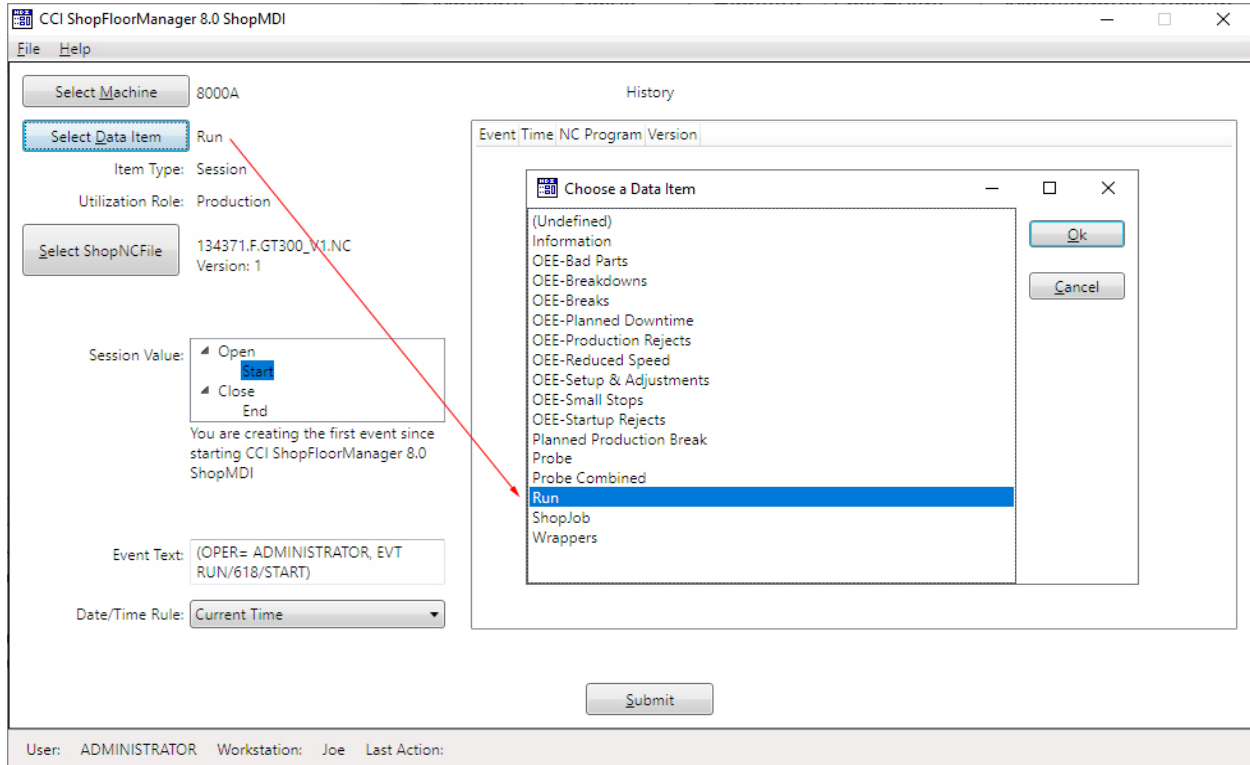 CCI ShopFloorManager 8.0 ShopMDI
File Help
Select Machine 8000A
History
Select Data Item Run
Event Time NC Program Version
Item Type: Session
Utilization Role: Production
Select ShopNCFile
134371.F.GT300_V1.NC
Version: 1
Session Value:
Open
Start
Close
End
You are creating the first event since
starting CCI ShopFloorManager 8.0
ShopMDI
Event Text:
(OPER= ADMINISTRATOR, EVT
RUN/618/START)
Date/Time Rule: Current Time
Choose a Data Item
(Undefined)
Information
OEE-Bad Parts
OEE-Breakdowns
OEE-Breaks
OEE-Planned Downtime
OEE-Production Rejects
OEE-Reduced Speed
OEE-Setup & Adjustments
OEE-Small Stops
OEE-Startup Rejects
Planned Production Break
Probe
Probe Combined
Run
ShopJob
Wrappers
Ok
Cancel
Submit
User: ADMINISTRATOR Workstation: Joe Last Action: